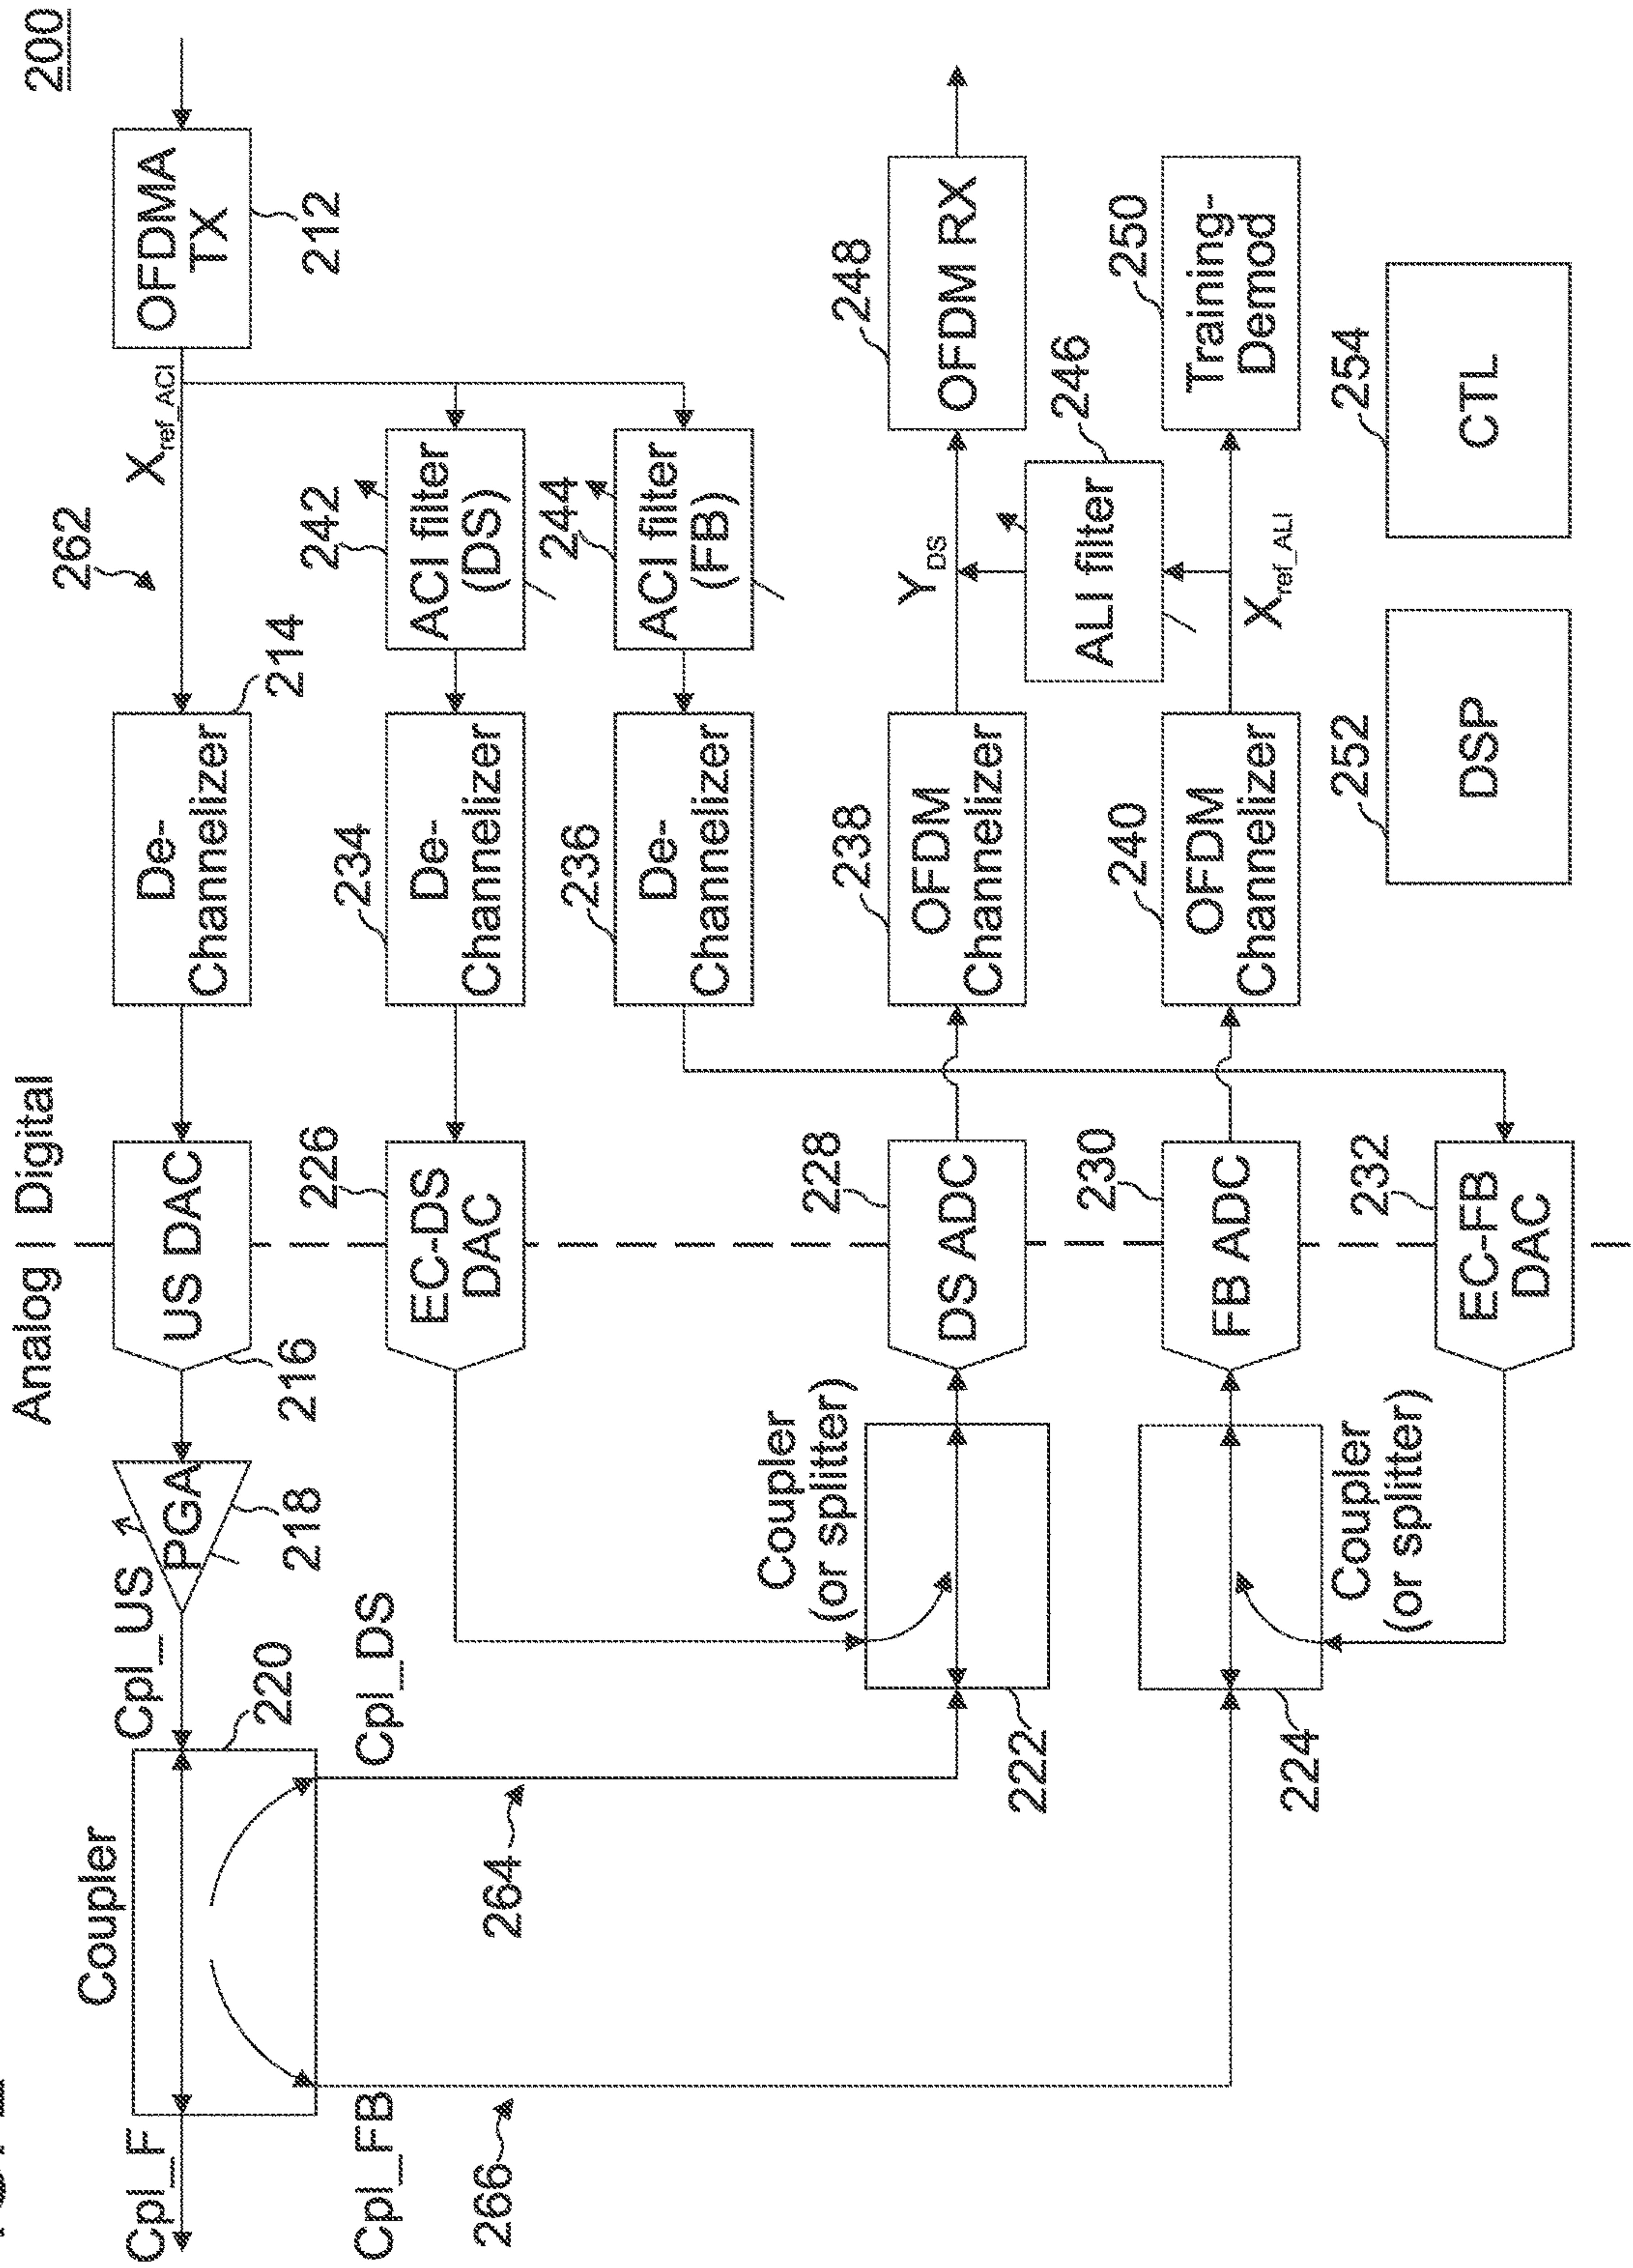 200
Analog | Digital
Coupler
Cpl_F
Cpl_US
PGA
218
US DAC
216
De-
Channelizer
214
262
X_ref_ACI
OFDMA
TX
212
220
Cpl_FB
266
Cpl_DS
264
226
EC-DS
DAC
234
De-
Channelizer
242
ACI filter
(DS)
236
De-
Channelizer
244
ACI filter
(FB)
Coupler
(or splitter)
222
228
DS ADC
238
OFDM
Channelizer
Y_DS
248
OFDM RX
246
ALI filter
224
Coupler
(or splitter)
230
FB ADC
240
OFDM
Channelizer
X_ref_ALI
250
Training-
Demod
232
EC-FB
DAC
252
DSP
254
CTL